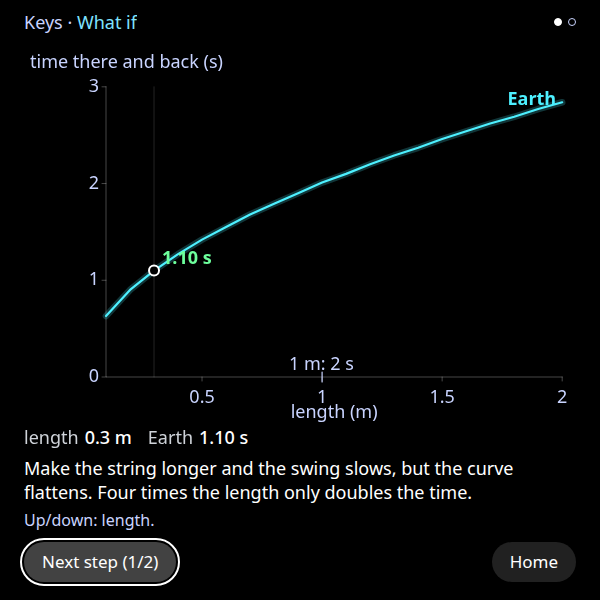 Keys · What if
time there and back (s)
3
Earth
2
1.10 s
1
1 m: 2 s
0
0.5
1
1.5
2
length (m)
length 0.3 m Earth 1.10 s
Make the string longer and the swing slows, but the curve
flattens. Four times the length only doubles the time.
Up/down: length.
Next step (1/2)
Home